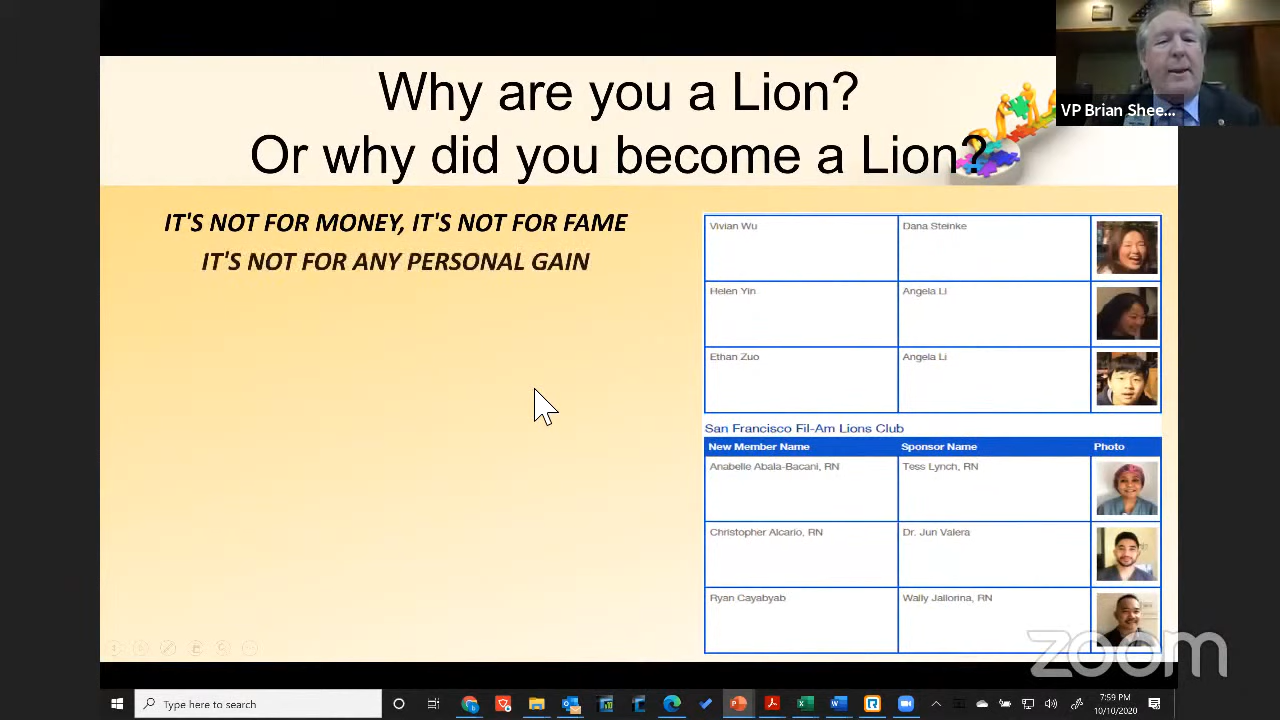 Why are you a Lion?
Or why did you become a Lion?
VP Brian Shee...
IT'S NOT FOR MONEY, IT'S NOT FOR FAME
IT'S NOT FOR ANY PERSONAL GAIN
Vivian Wu Dana Steinke
Helen Yin Angela Li
Ethan Zuo Angela Li
San Francisco Fil-Am Lions Club
New Member Name Sponsor Name Photo
Anabelle Abala-Bacani, RN Tess Lynch, RN
Christopher Alcario, RN Dr. Jun Valera
Ryan Cayabyab Wally Jallorina, RN
zoom
Type here to search
7:59 PM
10/10/2020